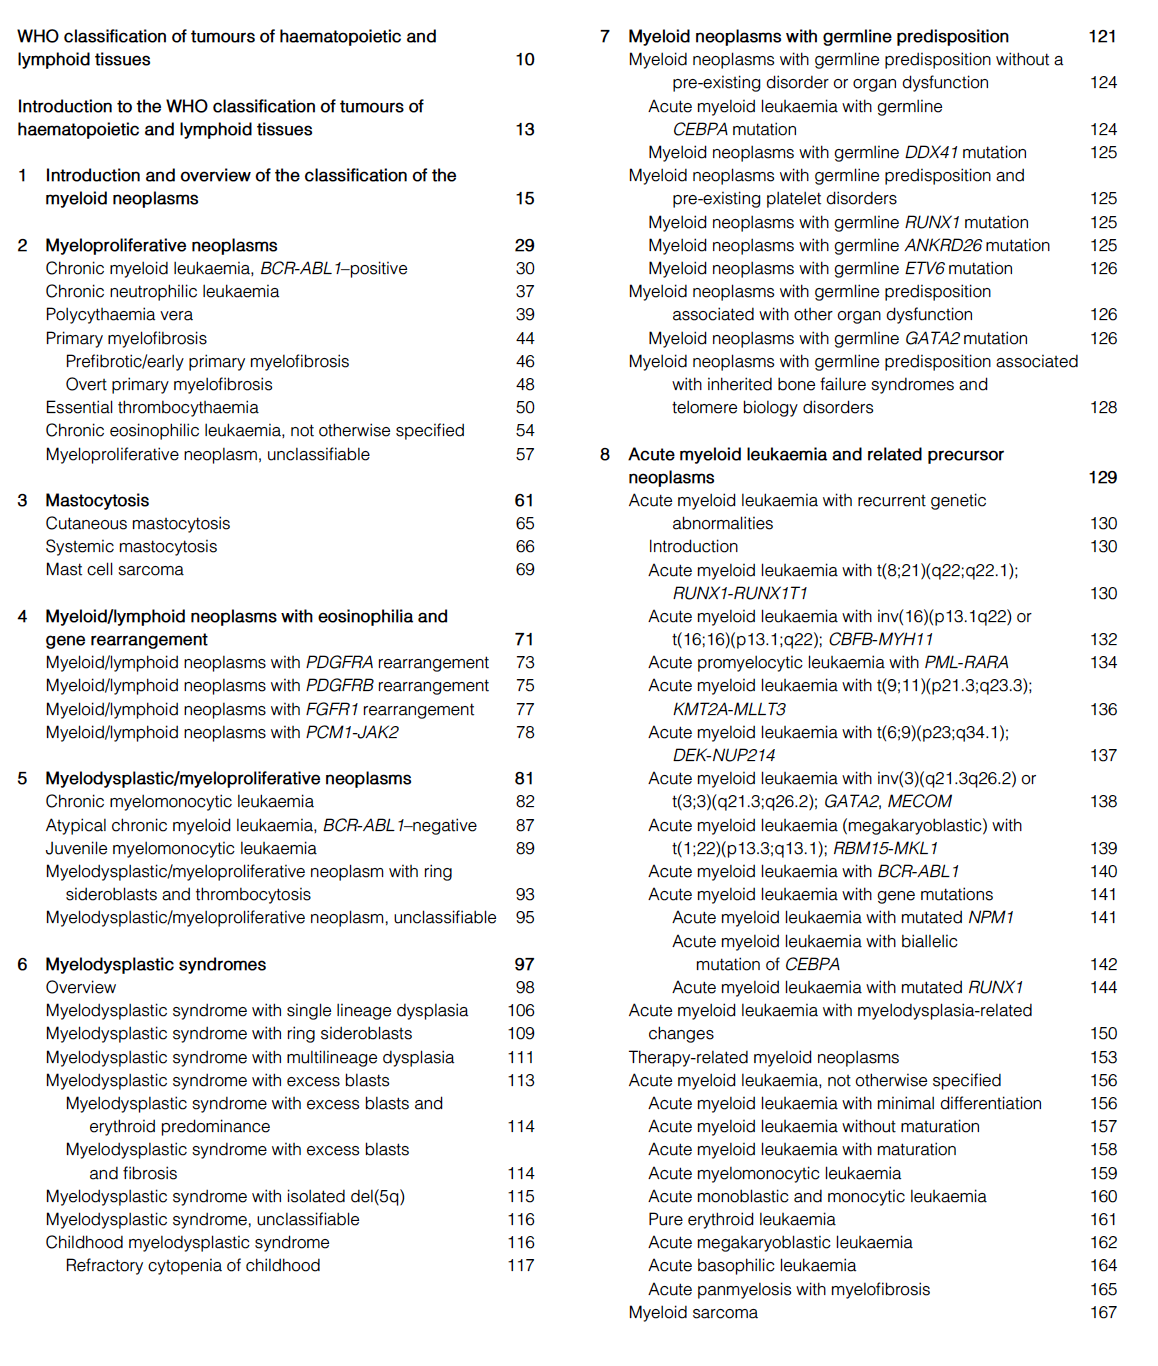 WHO classification of tumours of haematopoietic and
lymphoid tissues 10
Introduction to the WHO classification of tumours of
haematopoietic and lymphoid tissues 13
1 Introduction and overview of the classification of the
myeloid neoplasms 15
2 Myeloproliferative neoplasms 29
Chronic myeloid leukaemia, BCR-ABL1–positive 30
Chronic neutrophilic leukaemia 37
Polycythaemia vera 39
Primary myelofibrosis 44
Prefibrotic/early primary myelofibrosis 46
Overt primary myelofibrosis 48
Essential thrombocythaemia 50
Chronic eosinophilic leukaemia, not otherwise specified 54
Myeloproliferative neoplasm, unclassifiable 57
3 Mastocytosis 61
Cutaneous mastocytosis 65
Systemic mastocytosis 66
Mast cell sarcoma 69
4 Myeloid/lymphoid neoplasms with eosinophilia and
gene rearrangement 71
Myeloid/lymphoid neoplasms with PDGFRA rearrangement 73
Myeloid/lymphoid neoplasms with PDGFRB rearrangement 75
Myeloid/lymphoid neoplasms with FGFR1 rearrangement 77
Myeloid/lymphoid neoplasms with PCM1-JAK2 78
5 Myelodysplastic/myeloproliferative neoplasms 81
Chronic myelomonocytic leukaemia 82
Atypical chronic myeloid leukaemia, BCR-ABL1–negative 87
Juvenile myelomonocytic leukaemia 89
Myelodysplastic/myeloproliferative neoplasm with ring
sideroblasts and thrombocytosis 93
Myelodysplastic/myeloproliferative neoplasm, unclassifiable 95
6 Myelodysplastic syndromes 97
Overview 98
Myelodysplastic syndrome with single lineage dysplasia 106
Myelodysplastic syndrome with ring sideroblasts 109
Myelodysplastic syndrome with multilineage dysplasia 111
Myelodysplastic syndrome with excess blasts 113
Myelodysplastic syndrome with excess blasts and
erythroid predominance 114
Myelodysplastic syndrome with excess blasts
and fibrosis 114
Myelodysplastic syndrome with isolated del(5q) 115
Myelodysplastic syndrome, unclassifiable 116
Childhood myelodysplastic syndrome 116
Refractory cytopenia of childhood 117
7 Myeloid neoplasms with germline predisposition 121
Myeloid neoplasms with germline predisposition without a
pre-existing disorder or organ dysfunction 124
Acute myeloid leukaemia with germline
CEBPA mutation 124
Myeloid neoplasms with germline DDX41 mutation 125
Myeloid neoplasms with germline predisposition and
pre-existing platelet disorders 125
Myeloid neoplasms with germline RUNX1 mutation 125
Myeloid neoplasms with germline ANKRD26 mutation 125
Myeloid neoplasms with germline ETV6 mutation 126
Myeloid neoplasms with germline predisposition
associated with other organ dysfunction 126
Myeloid neoplasms with germline GATA2 mutation 126
Myeloid neoplasms with germline predisposition associated
with inherited bone failure syndromes and
telomere biology disorders 128
8 Acute myeloid leukaemia and related precursor
neoplasms 129
Acute myeloid leukaemia with recurrent genetic
abnormalities 130
Introduction 130
Acute myeloid leukaemia with t(8;21)(q22;q22.1);
RUNX1-RUNX1T1 130
Acute myeloid leukaemia with inv(16)(p13.1q22) or
t(16;16)(p13.1;q22); CBFB-MYH11 132
Acute promyelocytic leukaemia with PML-RARA 134
Acute myeloid leukaemia with t(9;11)(p21.3;q23.3);
KMT2A-MLLT3 136
Acute myeloid leukaemia with t(6;9)(p23;q34.1);
DEK-NUP214 137
Acute myeloid leukaemia with inv(3)(q21.3q26.2) or
t(3;3)(q21.3;q26.2); GATA2, MECOM 138
Acute myeloid leukaemia (megakaryoblastic) with
t(1;22)(p13.3;q13.1); RBM15-MKL1 139
Acute myeloid leukaemia with BCR-ABL1 140
Acute myeloid leukaemia with gene mutations 141
Acute myeloid leukaemia with mutated NPM1 141
Acute myeloid leukaemia with biallelic
mutation of CEBPA 142
Acute myeloid leukaemia with mutated RUNX1 144
Acute myeloid leukaemia with myelodysplasia-related
changes 150
Therapy-related myeloid neoplasms 153
Acute myeloid leukaemia, not otherwise specified 156
Acute myeloid leukaemia with minimal differentiation 156
Acute myeloid leukaemia without maturation 157
Acute myeloid leukaemia with maturation 158
Acute myelomonocytic leukaemia 159
Acute monoblastic and monocytic leukaemia 160
Pure erythroid leukaemia 161
Acute megakaryoblastic leukaemia 162
Acute basophilic leukaemia 164
Acute panmyelosis with myelofibrosis 165
Myeloid sarcoma 167